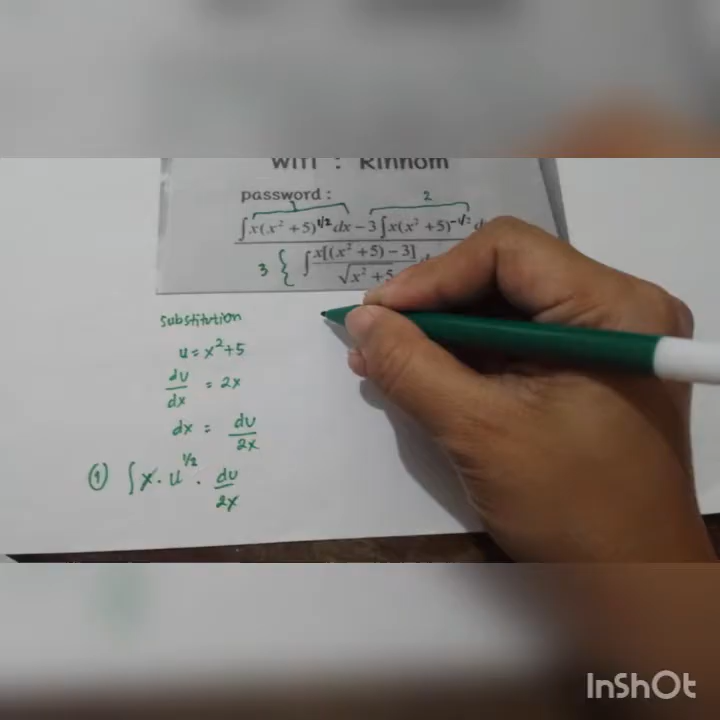 wifi : Rinnom
password :
1 2
∫x(x² +5)^1/2 dx − 3∫x(x² +5)^−1/2 d
3 { ∫ x[(x² +5) − 3] / √x² + 5
substitution
u = x²+5
du/dx = 2x
dx = du/2x
① ∫x · u^1/2 · du/2x
InShOt